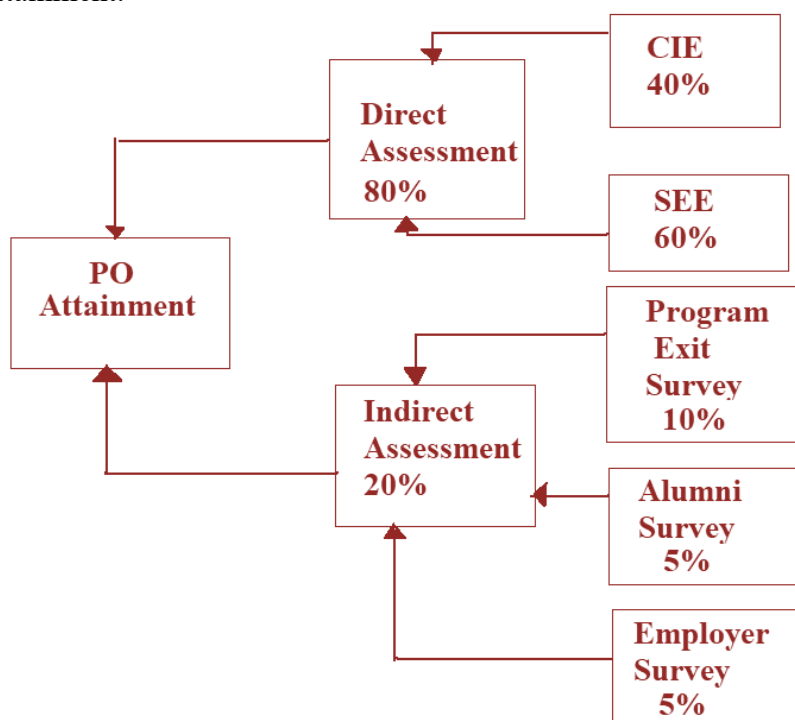 CIE
40%
Direct
Assessment
80%
SEE
60%
PO
Attainment
Program
Exit
Survey
10%
Indirect
Assessment
20%
Alumni
Survey
5%
Employer
Survey
5%